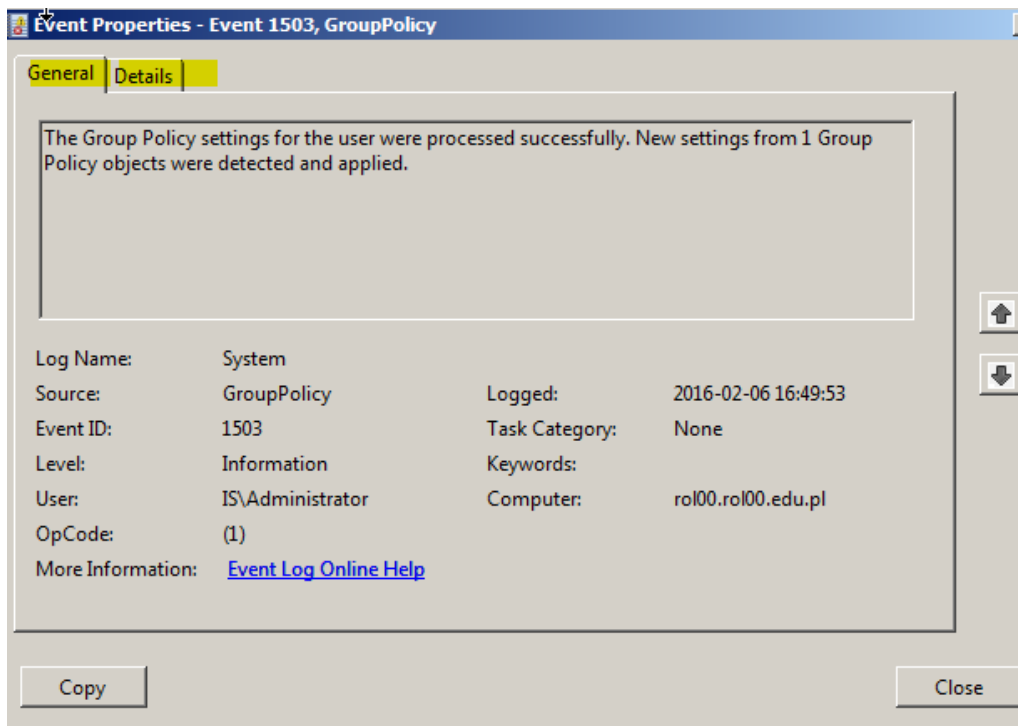 Event Properties - Event 1503, GroupPolicy
General Details
The Group Policy settings for the user were processed successfully. New settings from 1 Group
Policy objects were detected and applied.
Log Name: System
Source: GroupPolicy Logged: 2016-02-06 16:49:53
Event ID: 1503 Task Category: None
Level: Information Keywords:
User: IS\Administrator Computer: rol00.rol00.edu.pl
OpCode: (1)
More Information: Event Log Online Help
Copy Close